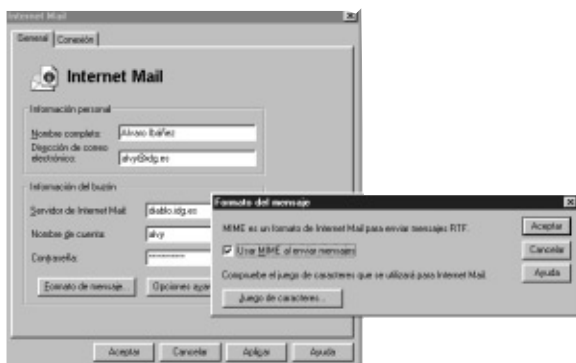 Internet Mail
General Conexión
Internet Mail
Información personal
Nombre completo: Alvaro Ibáñez
Dirección de correo
electrónico: alvy@idg.es
Información del buzón
Servidor de Internet Mail: diablo.idg.es
Nombre de cuenta: alvy
Contraseña: **********
Formato de mensaje... Opciones
Aceptar Cancelar Aplicar Ayuda
Formato del mensaje
MIME es un formato de Internet Mail para enviar mensajes RTF.
Usar MIME al enviar mensajes
Compruebe el juego de caracteres que se utilizará para Internet Mail.
Juego de caracteres...
Aceptar
Cancelar
Ayuda